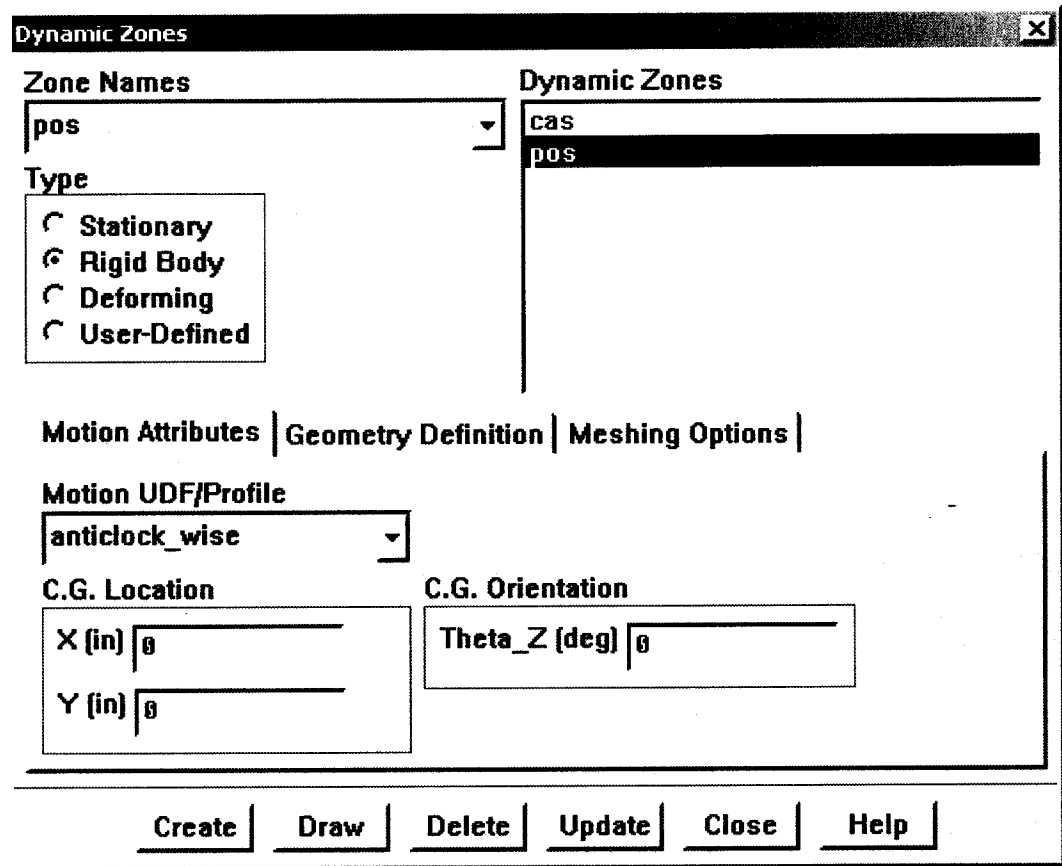 Dynamic Zones
Zone Names
pos
Type
Stationary
Rigid Body
Deforming
User-Defined
Dynamic Zones
cas
pos
Motion Attributes
Geometry Definition
Meshing Options
Motion UDF/Profile
anticlock_wise
C.G. Location
X (in) 0
Y (in) 0
C.G. Orientation
Theta_Z (deg) 0
Create
Draw
Delete
Update
Close
Help